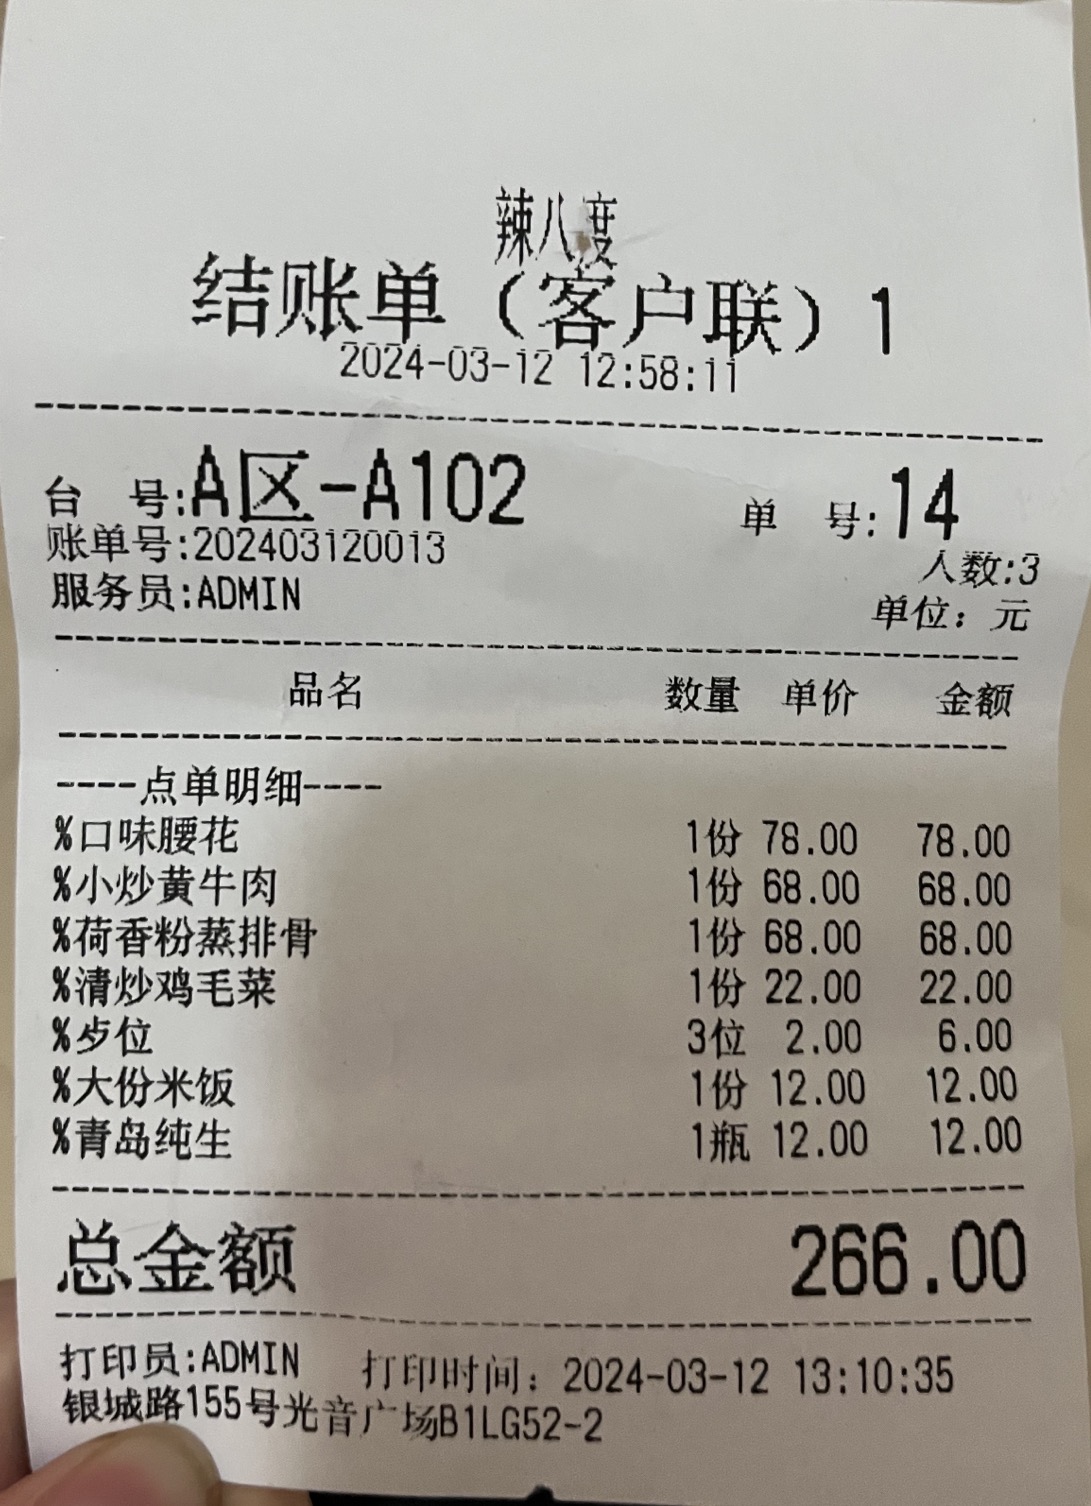 辣八度
结账单（客户联）1
2024-03-12 12:58:11
台 号:A区-A102 单 号:14
账单号:202403120013
人数:3
服务员:ADMIN 单位：元
品名 数量 单价 金额
----点单明细----
%口味腰花 1份 78.00 78.00
%小炒黄牛肉 1份 68.00 68.00
%荷香粉蒸排骨 1份 68.00 68.00
%清炒鸡毛菜 1份 22.00 22.00
%歺位 3位 2.00 6.00
%大份米饭 1份 12.00 12.00
%青岛纯生 1瓶 12.00 12.00
总金额 266.00
打印员:ADMIN 打印时间：2024-03-12 13:10:35
银城路155号光音广场B1LG52-2